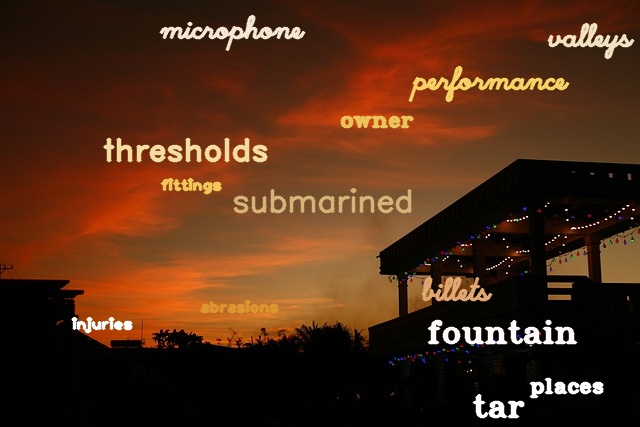 microphone
valleys
performance
owner
thresholds
fittings
submarined
billets
abrasions
injuries
fountain
places
tar